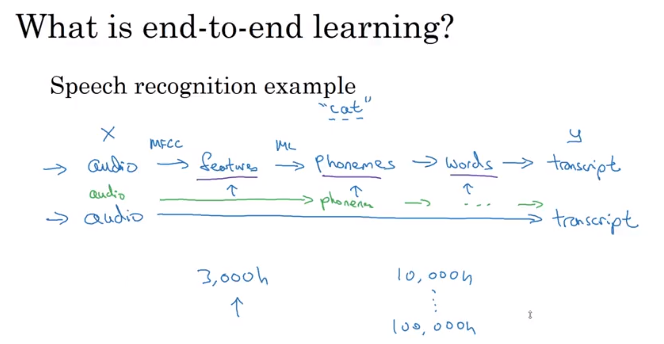 What is end-to-end learning?
Speech recognition example
"cat"
X MFCC ML y
→ audio → features → phonemes → words → transcript
audio → phonemes → ... →
→ audio → transcript
3,000h 10,000h
100,000h